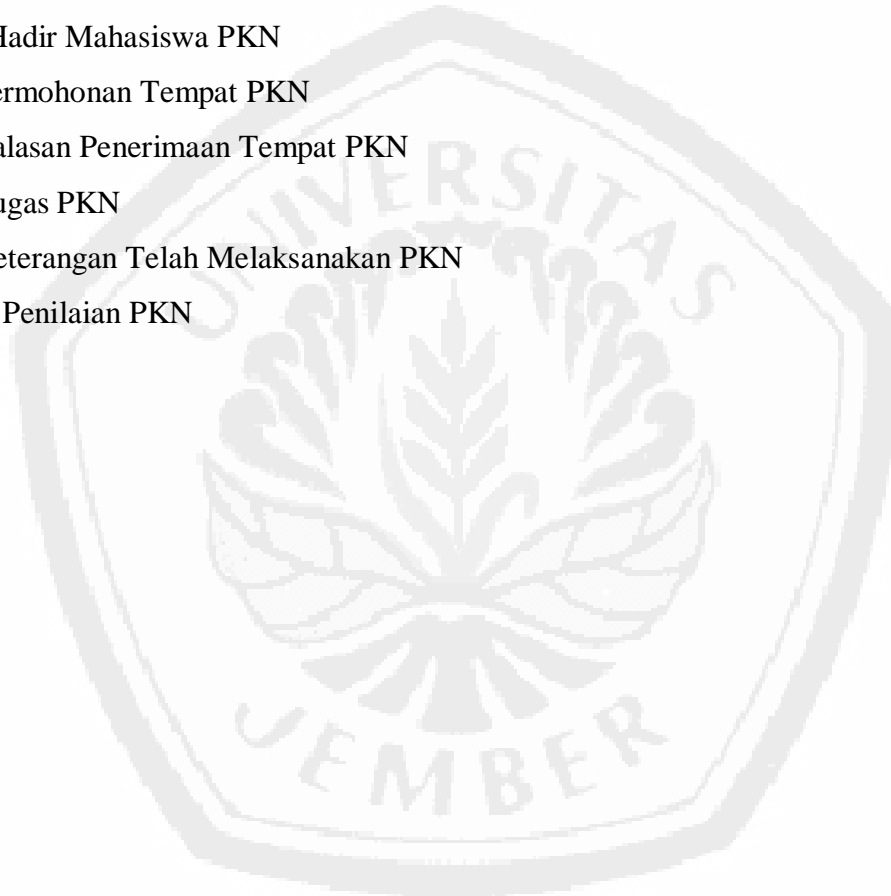 Hadir Mahasiswa PKN
ermohonan Tempat PKN
alasan Penerimaan Tempat PKN
ugas PKN
eterangan Telah Melaksanakan PKN
Penilaian PKN
UNIVERSITAS
JEMBER